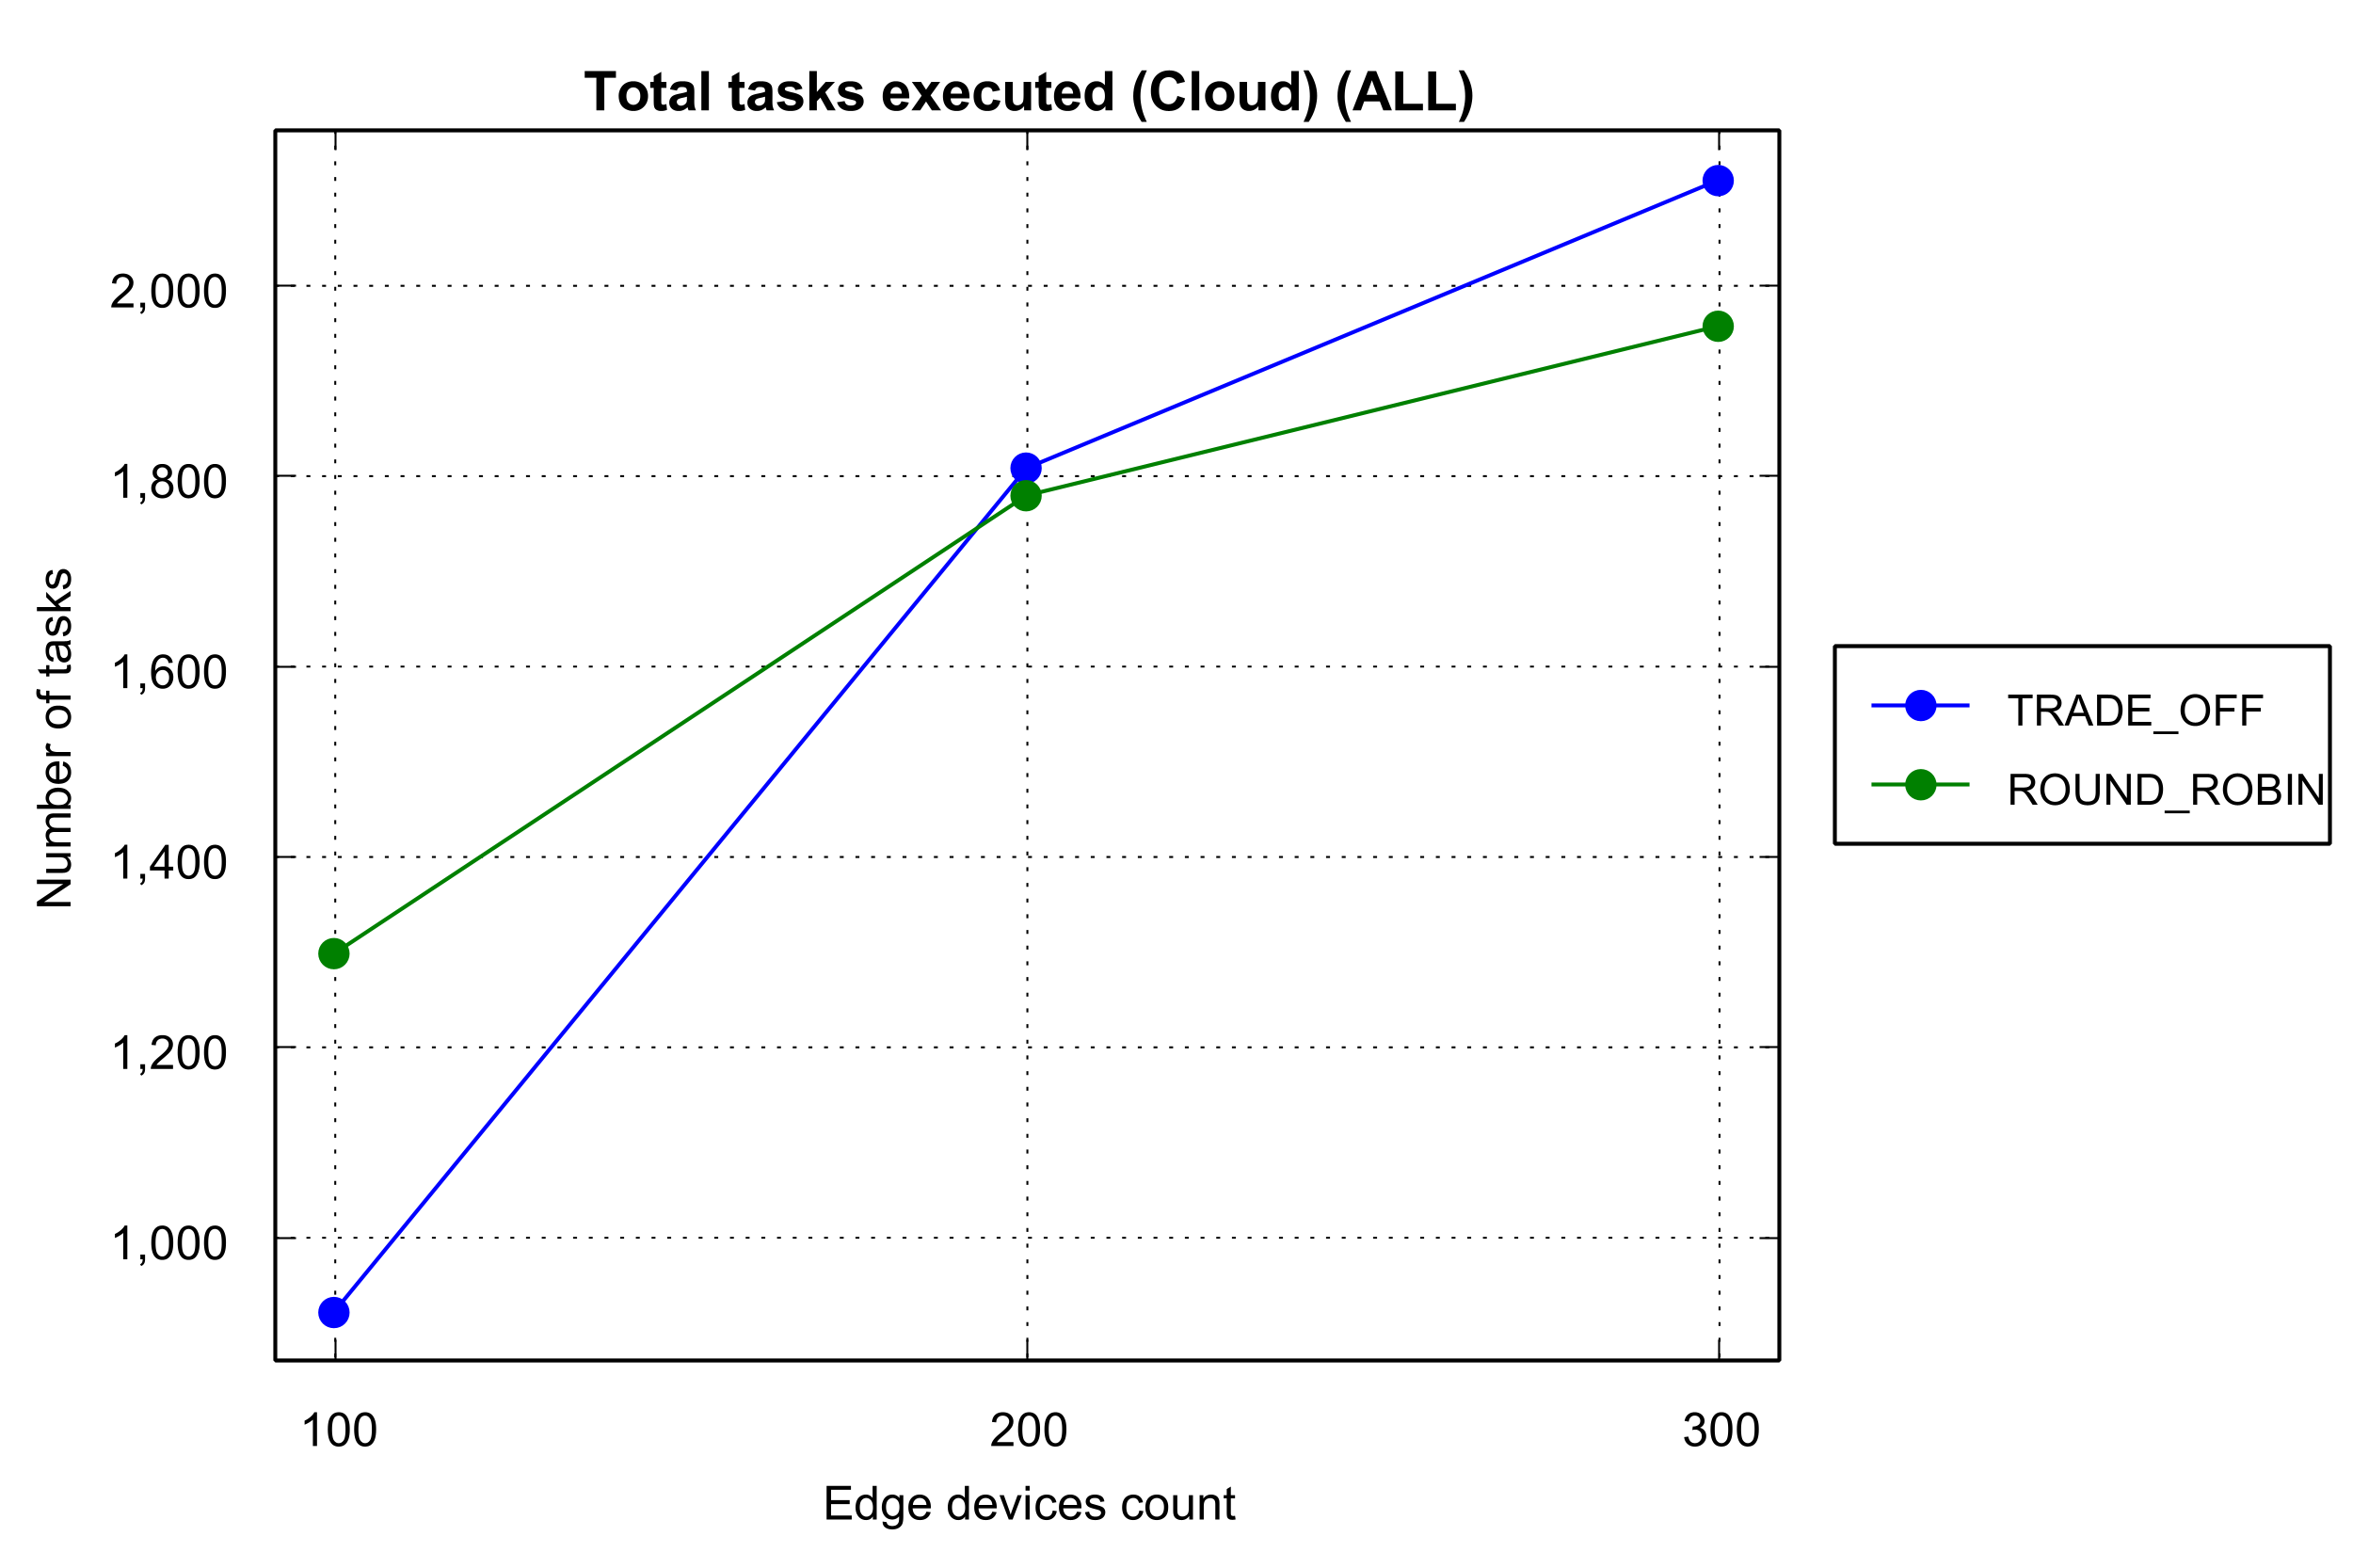 Total tasks executed (Cloud) (ALL)
2,000
1,800
1,600
1,400
1,200
1,000
Number of tasks
100
200
300
Edge devices count
TRADE_OFF
ROUND_ROBIN